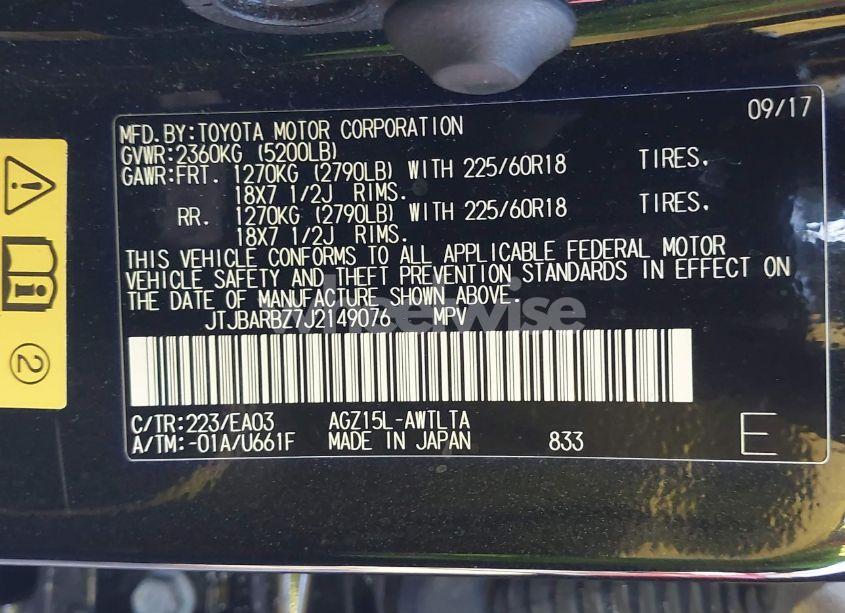 09/17
MFD.BY:TOYOTA MOTOR CORPORATION
GVWR:2360KG (5200LB)
GAWR:FRT. 1270KG (2790LB) WITH 225/60R18 TIRES,
18X7 1/2J RIMS.
RR. 1270KG (2790LB) WITH 225/60R18 TIRES,
18X7 1/2J RIMS.
THIS VEHICLE CONFORMS TO ALL APPLICABLE FEDERAL MOTOR
VEHICLE SAFETY AND THEFT PREVENTION STANDARDS IN EFFECT ON
THE DATE OF MANUFACTURE SHOWN ABOVE.
JTJBARBZ7J2149076 MPV
C/TR:223/EA03 AGZ15L-AWTLTA
A/TM:-01A/U661F MADE IN JAPAN 833
E
2